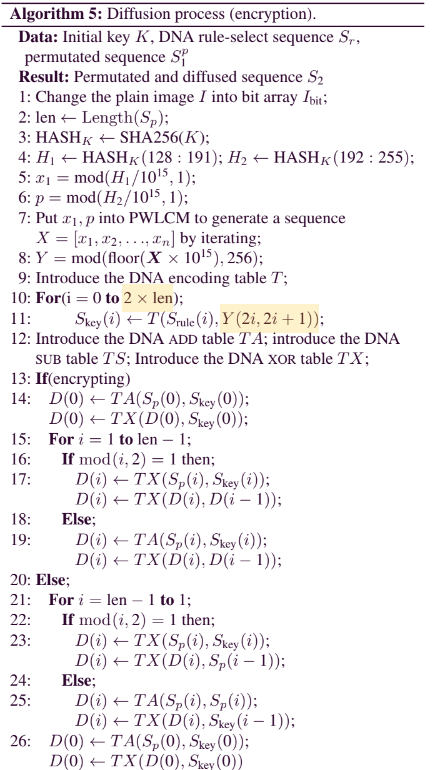 Algorithm 5: Diffusion process (encryption).
Data: Initial key K, DNA rule-select sequence S_r,
permutated sequence S_1^p
Result: Permutated and diffused sequence S_2
1: Change the plain image I into bit array I_bit;
2: len ← Length(S_p);
3: HASH_K ← SHA256(K);
4: H_1 ← HASH_K(128 : 191); H_2 ← HASH_K(192 : 255);
5: x_1 = mod(H_1/10^15, 1);
6: p = mod(H_2/10^15, 1);
7: Put x_1, p into PWLCM to generate a sequence
X = [x_1, x_2, . . . , x_n] by iterating;
8: Y = mod(floor(X × 10^15), 256);
9: Introduce the DNA encoding table T;
10: For(i = 0 to 2 × len);
11: S_key(i) ← T(S_rule(i), Y(2i, 2i + 1));
12: Introduce the DNA ADD table TA; introduce the DNA
SUB table TS; Introduce the DNA XOR table TX;
13: If(encrypting)
14: D(0) ← TA(S_p(0), S_key(0));
D(0) ← TX(D(0), S_key(0));
15: For i = 1 to len − 1;
16: If mod(i, 2) = 1 then;
17: D(i) ← TX(S_p(i), S_key(i));
D(i) ← TX(D(i), D(i − 1));
18: Else;
19: D(i) ← TA(S_p(i), S_key(i));
D(i) ← TX(D(i), D(i − 1));
20: Else;
21: For i = len − 1 to 1;
22: If mod(i, 2) = 1 then;
23: D(i) ← TX(S_p(i), S_key(i));
D(i) ← TX(D(i), S_p(i − 1));
24: Else;
25: D(i) ← TA(S_p(i), S_p(i));
D(i) ← TX(D(i), S_key(i − 1));
26: D(0) ← TA(S_p(0), S_key(0));
D(0) ← TX(D(0), S_key(0))